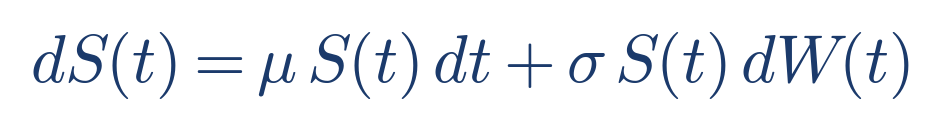 dS(t) = μ S(t) dt + σ S(t) dW(t)